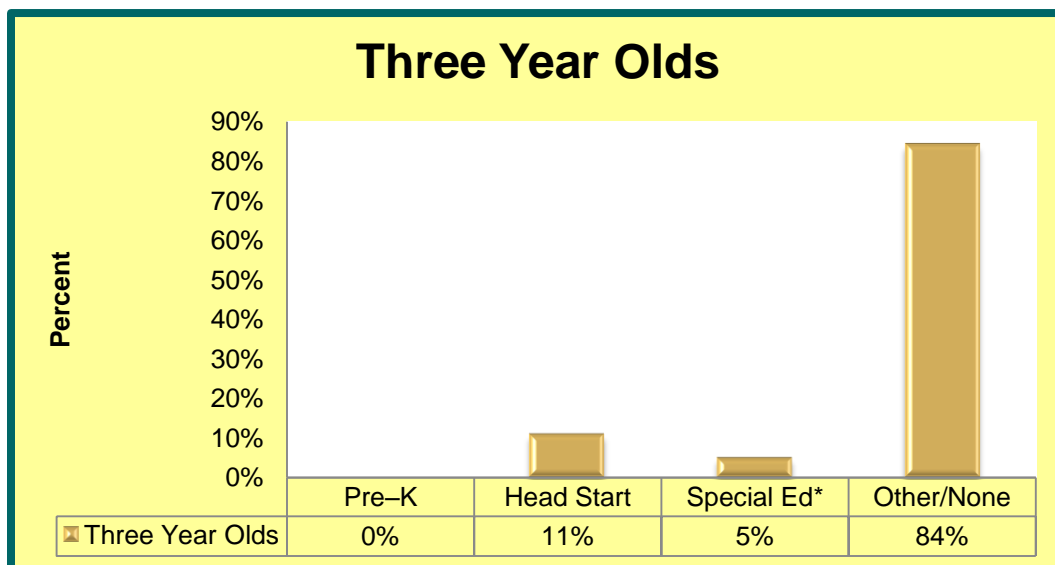 Three Year Olds
Percent
90%
80%
70%
60%
50%
40%
30%
20%
10%
0%
Pre–K Head Start Special Ed* Other/None
Three Year Olds 0% 11% 5% 84%